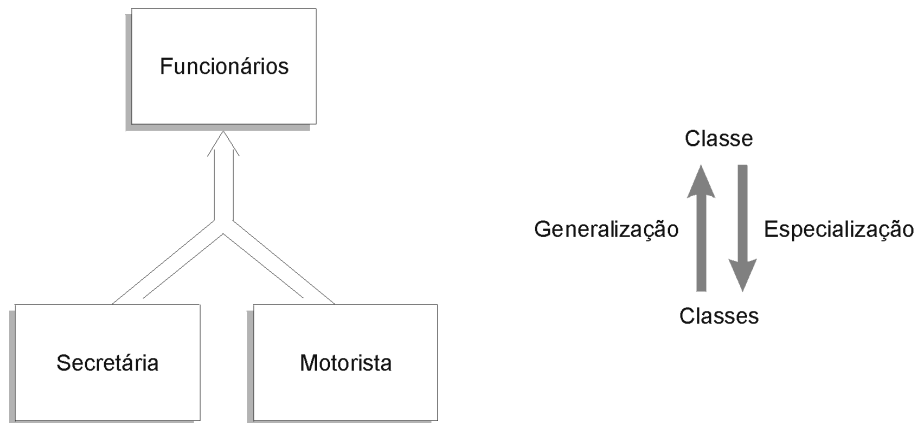 Funcionários
Secretária
Motorista
Classe
Generalização
Especialização
Classes